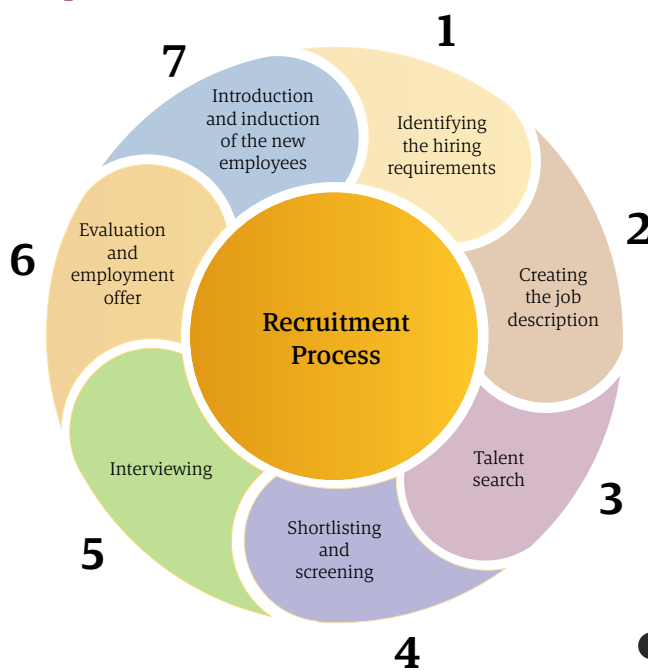 1
Identifying
the hiring
requirements
2
Creating
the job
description
3
Talent
search
4
Shortlisting
and
screening
5
Interviewing
6
Evaluation
and
employment
offer
7
Introduction
and induction
of the new
employees
Recruitment
Process